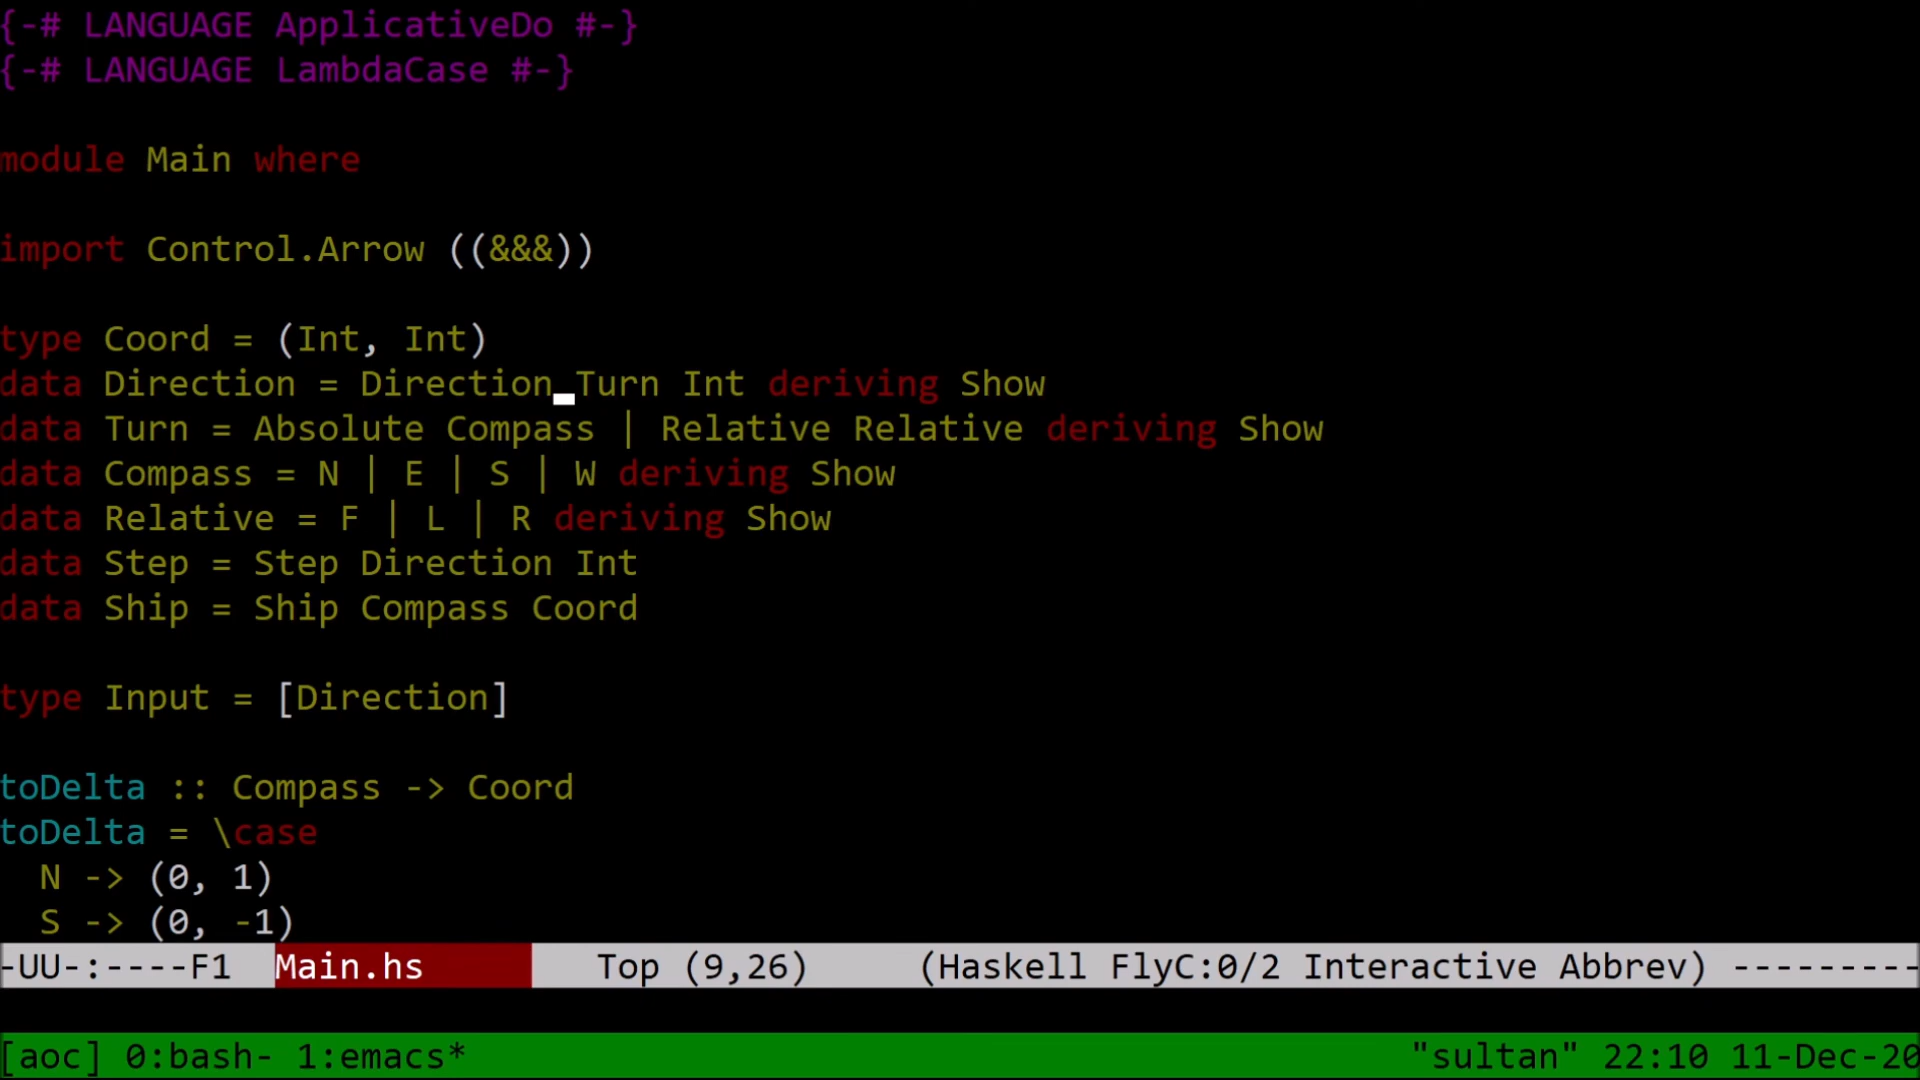 {-# LANGUAGE ApplicativeDo #-}
{-# LANGUAGE LambdaCase #-}
module Main where
import Control.Arrow ((&&&))
type Coord = (Int, Int)
data Direction = Direction Turn Int deriving Show
data Turn = Absolute Compass | Relative Relative deriving Show
data Compass = N | E | S | W deriving Show
data Relative = F | L | R deriving Show
data Step = Step Direction Int
data Ship = Ship Compass Coord
type Input = [Direction]
toDelta :: Compass -> Coord
toDelta = \case
  N -> (0, 1)
  S -> (0, -1)
-UU-:----F1  Main.hs        Top (9,26)     (Haskell FlyC:0/2 Interactive Abbrev) ---------
[aoc] 0:bash- 1:emacs* "sultan" 22:10 11-Dec-20